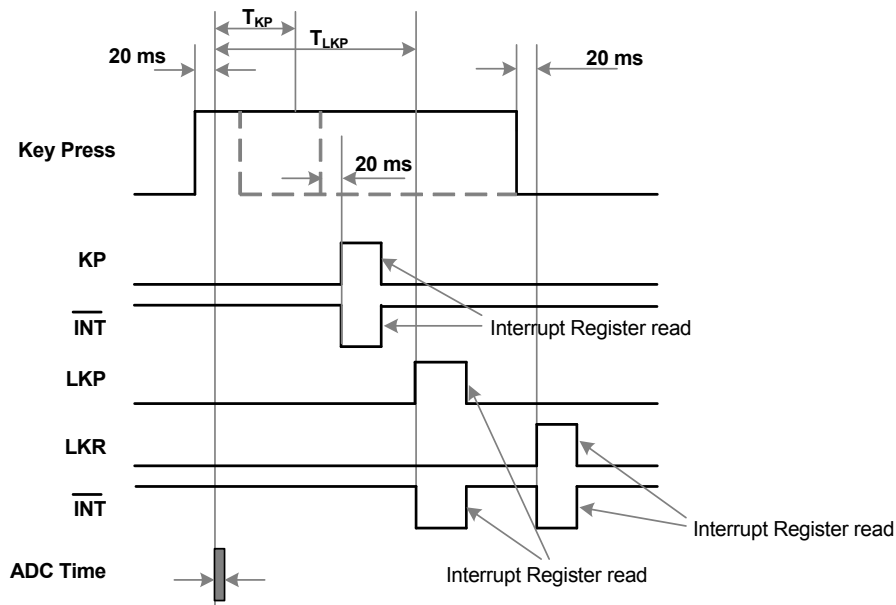 T_KP
T_LKP
20 ms
20 ms
Key Press
20 ms
KP
INT
Interrupt Register read
LKP
LKR
INT
Interrupt Register read
Interrupt Register read
ADC Time